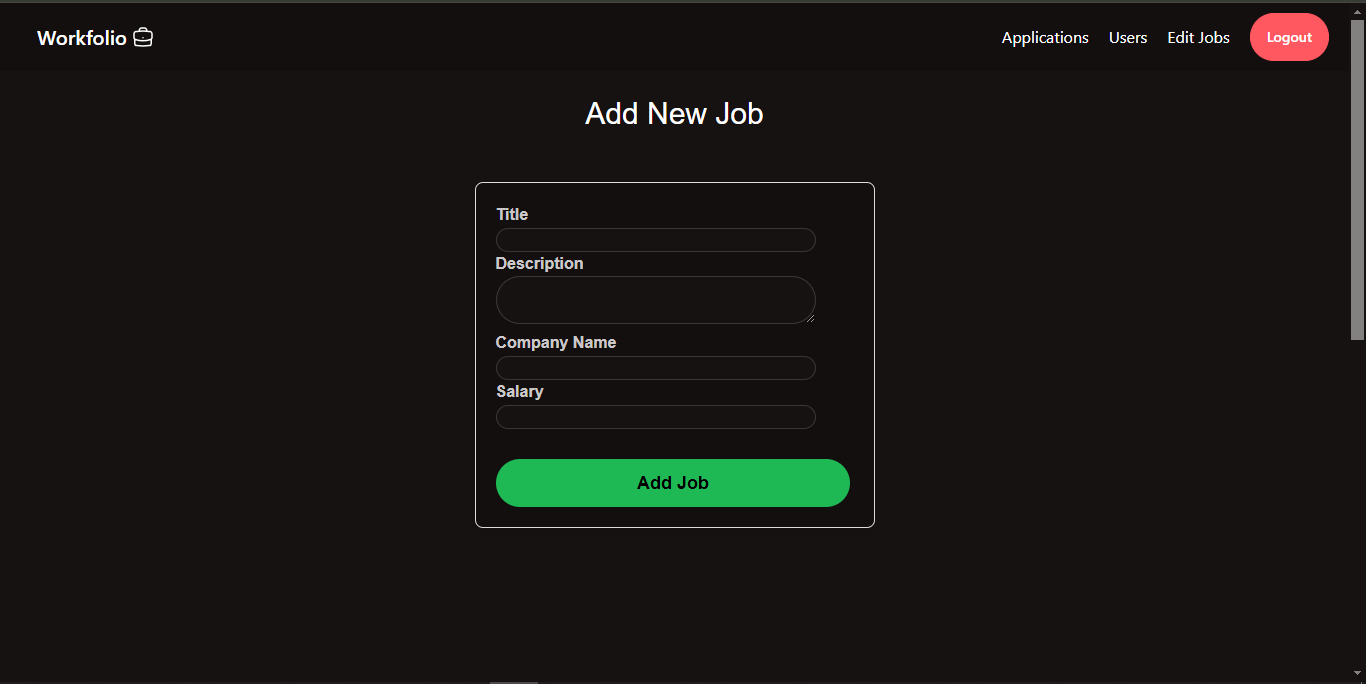 Workfolio
Applications Users Edit Jobs Logout
Add New Job
Title
Description
Company Name
Salary
Add Job